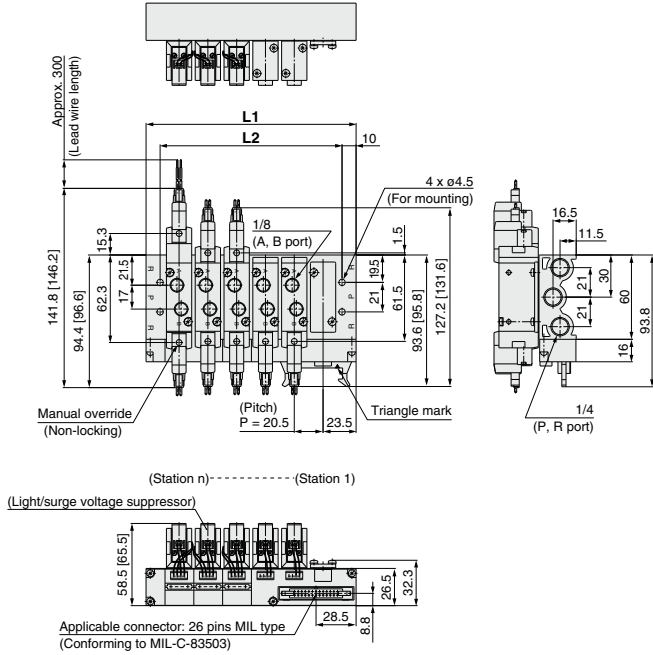 Approx. 300
(Lead wire length)
L1
L2
10
4 x ø4.5
(For mounting)
1/8
(A, B port)
15.3
21.5
17
62.3
141.8 [146.2]
94.4 [96.6]
1.5
19.5
21
61.5
93.6 [95.8]
127.2 [131.6]
16.5
11.5
21
21
30
60
16
93.8
Manual override
(Non-locking)
(Pitch)
P = 20.5
23.5
Triangle mark
1/4
(P, R port)
R
P
R
R
P
R
(Station n)
(Station 1)
(Light/surge voltage suppressor)
58.5 [65.5]
26.5
32.3
28.5
8.8
Applicable connector: 26 pins MIL type
(Conforming to MIL-C-83503)